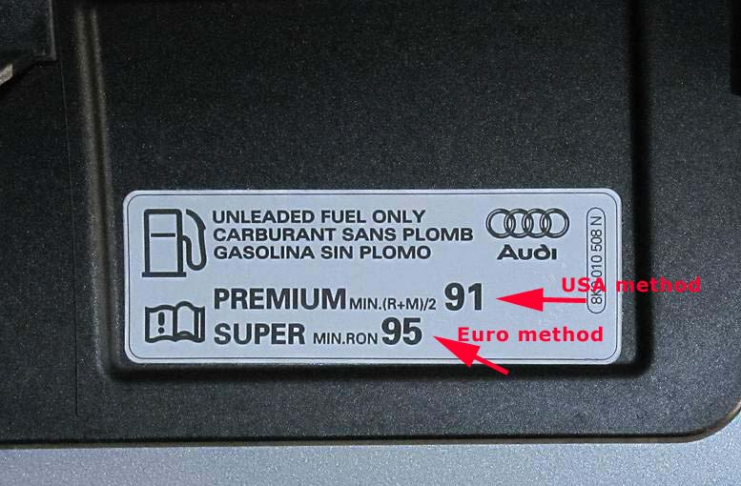 UNLEADED FUEL ONLY
CARBURANT SANS PLOMB
GASOLINA SIN PLOMO
Audi
PREMIUM MIN.(R+M)/2 91
SUPER MIN.RON 95
010 508 N
USA method
Euro method